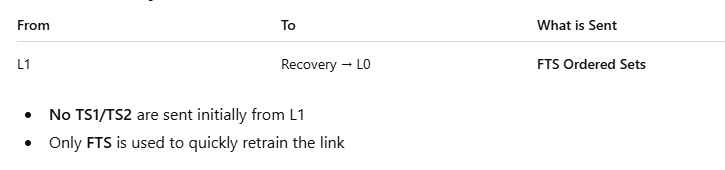 From To What is Sent
L1 Recovery → L0 FTS Ordered Sets
• No TS1/TS2 are sent initially from L1
• Only FTS is used to quickly retrain the link